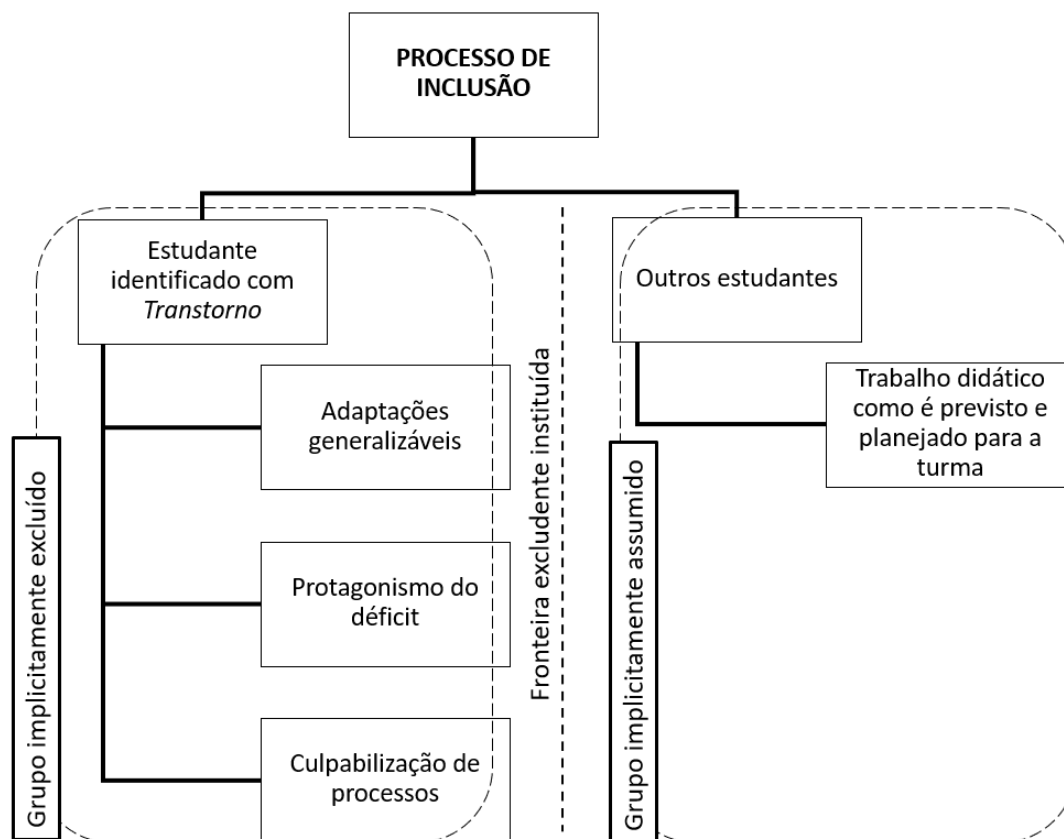 PROCESSO DE
INCLUSÃO
Estudante
identificado com
Transtorno
Adaptações
generalizáveis
Protagonismo do
déficit
Culpabilização de
processos
Grupo implicitamente excluído
Fronteira excludente instituída
Outros estudantes
Trabalho didático
como é previsto e
planejado para a
turma
Grupo implicitamente assumido